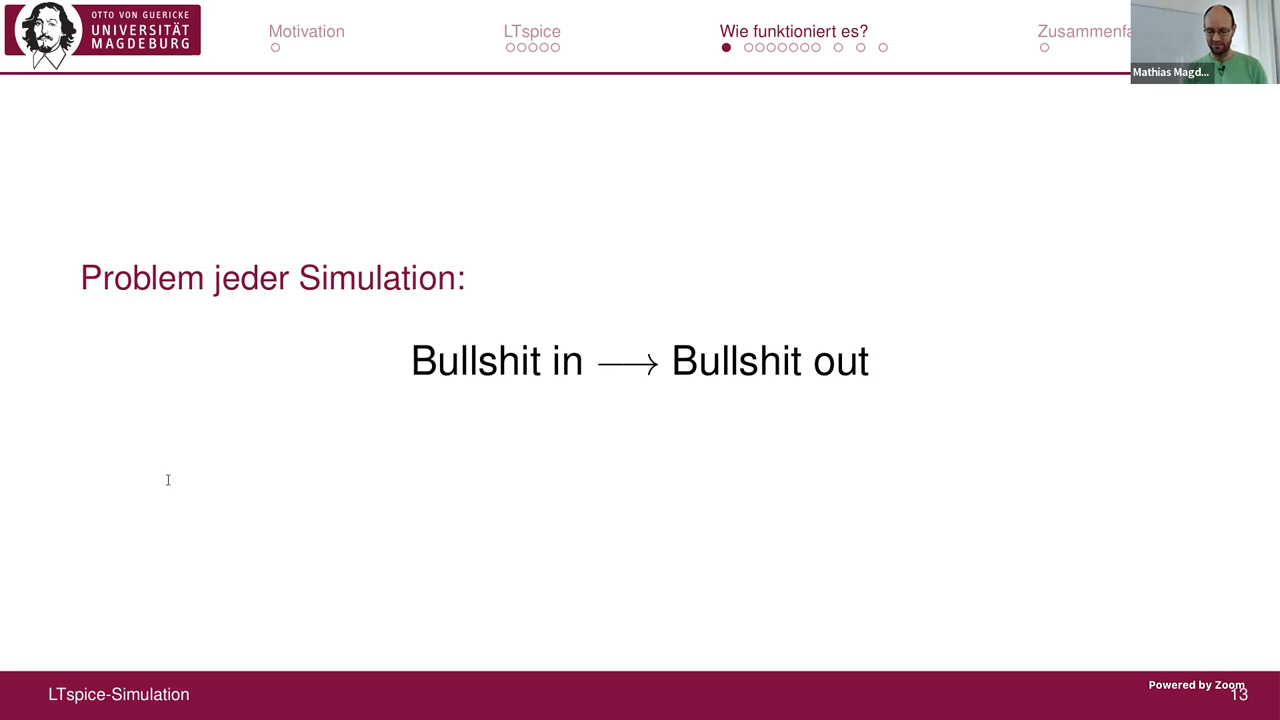 OTTO VON GUERICKE
UNIVERSITÄT
MAGDEBURG
Motivation
LTspice
Wie funktioniert es?
Zusammenfa
Mathias Magd...
Problem jeder Simulation:
Bullshit in ⟶ Bullshit out
LTspice-Simulation
Powered by Zoom
13